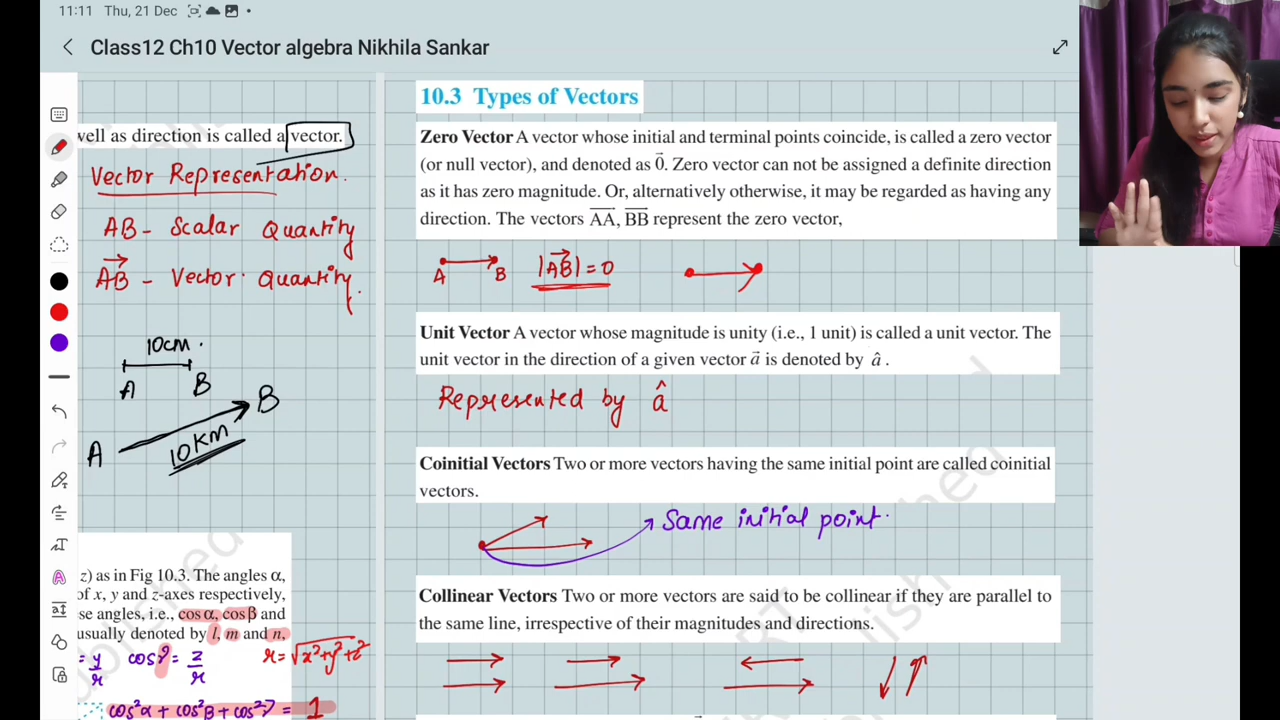 11:11 Thu, 21 Dec
Class12 Ch10 Vector algebra Nikhila Sankar
well as direction is called a vector.
Vector Representation.
AB - Scalar Quantity
AB - Vector Quantity.
10cm.
A B
A B
10km
z) as in Fig 10.3. The angles α,
of x, y and z-axes respectively,
se angles, i.e., cos α, cos β and
usually denoted by l, m and n,
= y/r cosγ = z/r r = √x²+y²+z²
cos²α + cos²β + cos²γ = 1
10.3 Types of Vectors
Zero Vector A vector whose initial and terminal points coincide, is called a zero vector
(or null vector), and denoted as 0⃗. Zero vector can not be assigned a definite direction
as it has zero magnitude. Or, alternatively otherwise, it may be regarded as having any
direction. The vectors AA, BB represent the zero vector,
A B |AB| = 0
Unit Vector A vector whose magnitude is unity (i.e., 1 unit) is called a unit vector. The
unit vector in the direction of a given vector a⃗ is denoted by â .
Represented by â
Coinitial Vectors Two or more vectors having the same initial point are called coinitial
vectors.
Same initial point.
Collinear Vectors Two or more vectors are said to be collinear if they are parallel to
the same line, irrespective of their magnitudes and directions.